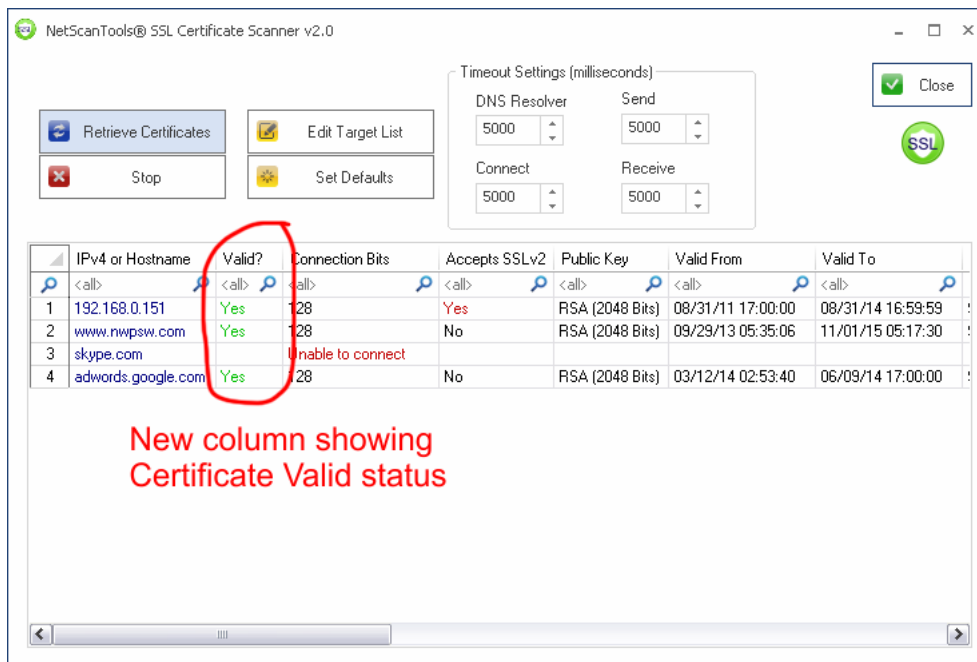 NetScanTools® SSL Certificate Scanner v2.0
Timeout Settings (milliseconds)
DNS Resolver Send
5000 5000
Connect Receive
5000 5000
Close
SSL
Retrieve Certificates Edit Target List
Stop Set Defaults
IPv4 or Hostname Valid? Connection Bits Accepts SSLv2 Public Key Valid From Valid To
<all> <all> <all> <all> <all> <all> <all>
1 192.168.0.151 Yes 128 Yes RSA (2048 Bits) 08/31/11 17:00:00 08/31/14 16:59:59
2 www.nwpsw.com Yes 128 No RSA (2048 Bits) 09/29/13 05:35:06 11/01/15 05:17:30
3 skype.com Unable to connect
4 adwords.google.com Yes 128 No RSA (2048 Bits) 03/12/14 02:53:40 06/09/14 17:00:00
New column showing
Certificate Valid status